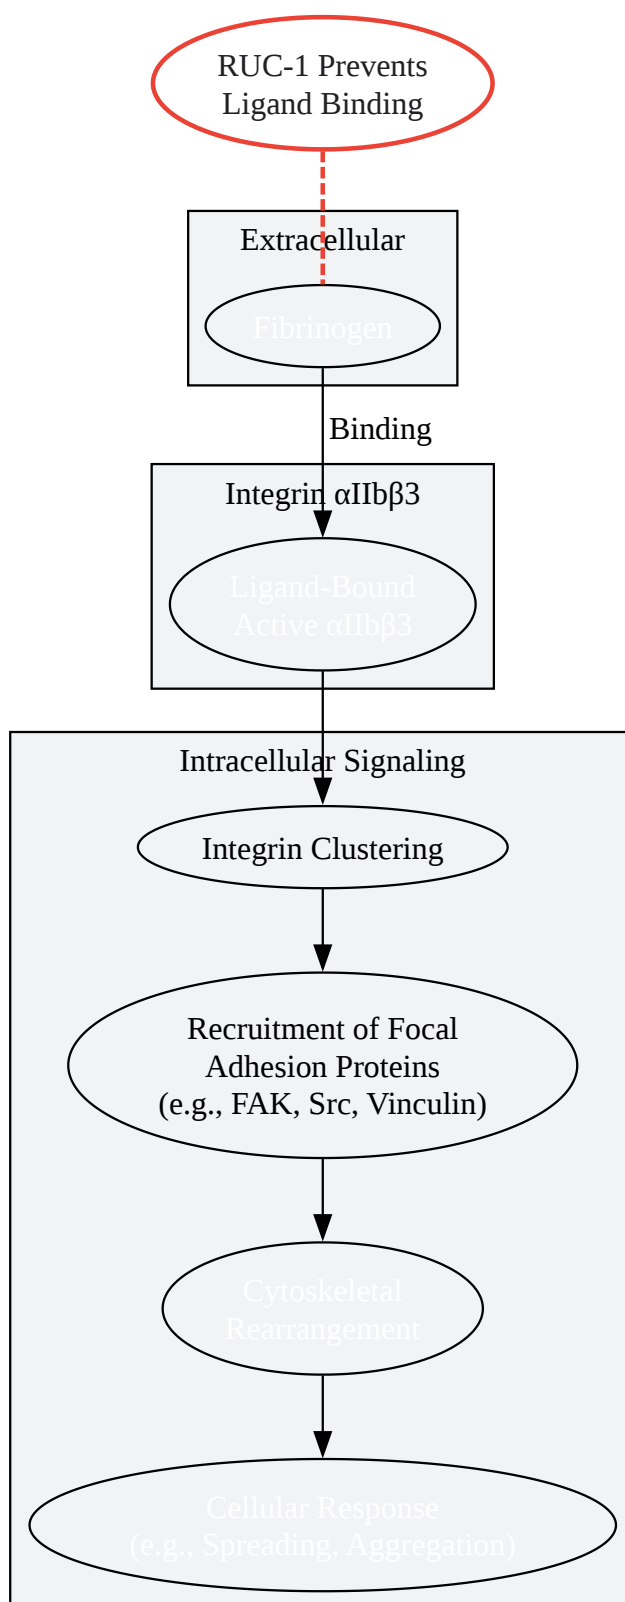 RUC-1 Prevents
Ligand Binding
Extracellular
Fibrinogen
Binding
Integrin αIIbβ3
Ligand-Bound
Active αIIbβ3
Intracellular Signaling
Integrin Clustering
Recruitment of Focal
Adhesion Proteins
(e.g., FAK, Src, Vinculin)
Cytoskeletal
Rearrangement
Cellular Response
(e.g., Spreading, Aggregation)